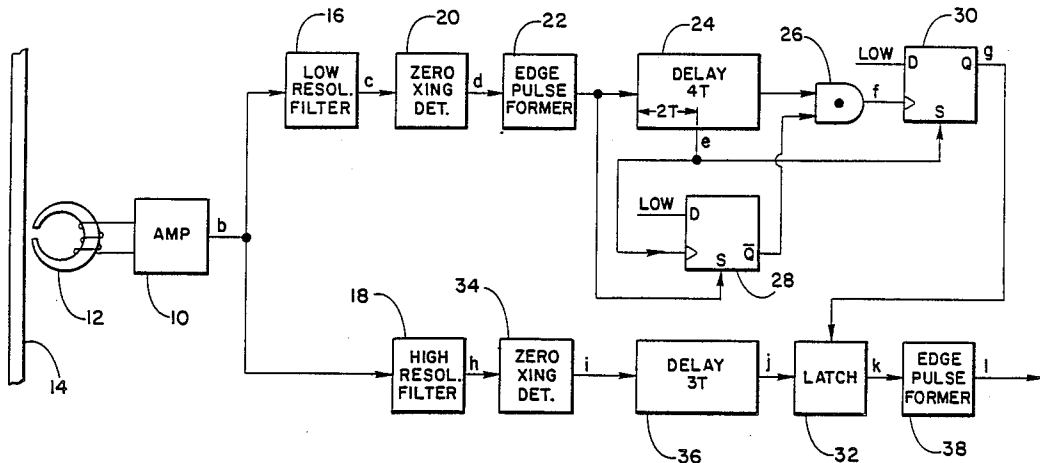 16
20
22
24
26
30
LOW
RESOL.
FILTER
c
ZERO
XING
DET.
d
EDGE
PULSE
FORMER
DELAY
4T
2T
e
f
LOW
D
Q
S
g
AMP
b
12
10
14
LOW
D
S
Q̅
28
18
34
HIGH
RESOL.
FILTER
h
ZERO
XING
DET.
i
DELAY
3T
j
LATCH
k
EDGE
PULSE
FORMER
l
36
32
38